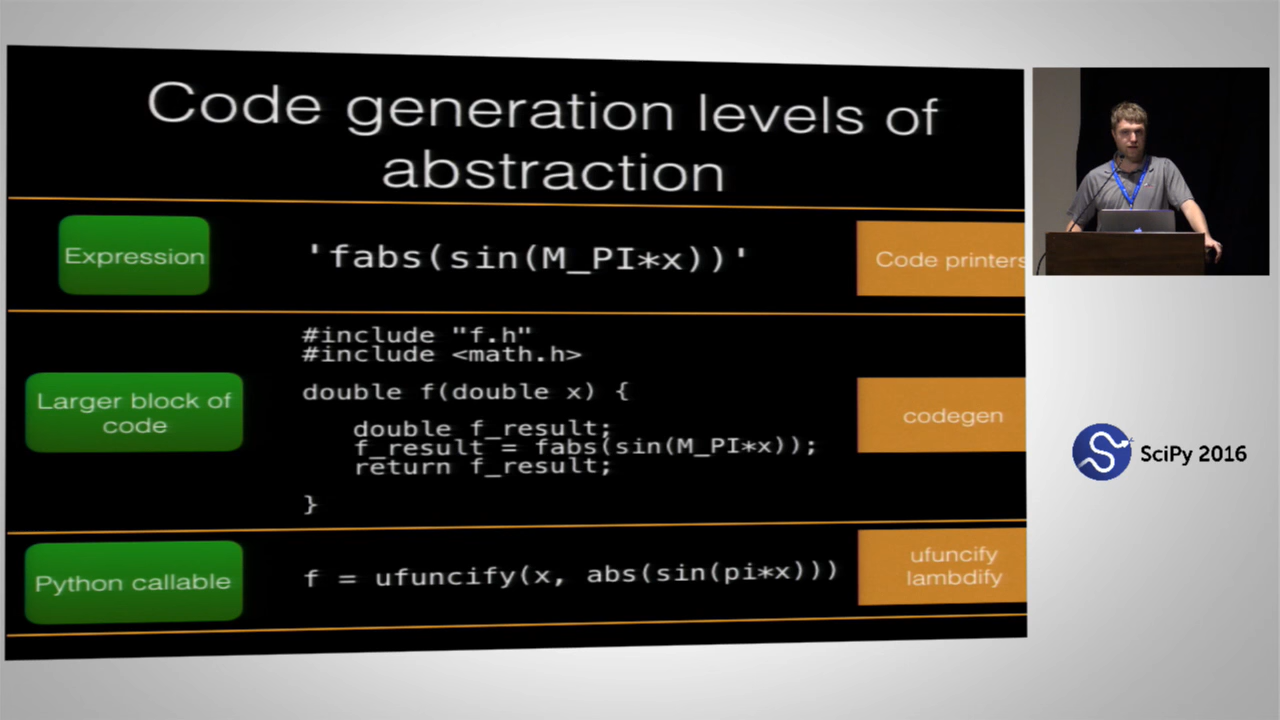 Code generation levels of
abstraction
Expression
'fabs(sin(M_PI*x))'
Code printers
#include "f.h"
#include <math.h>
double f(double x) {
double f_result;
f_result = fabs(sin(M_PI*x));
return f_result;
}
Larger block of
code
codegen
Python callable
f = ufuncify(x, abs(sin(pi*x)))
ufuncify
lambdify
SciPy 2016